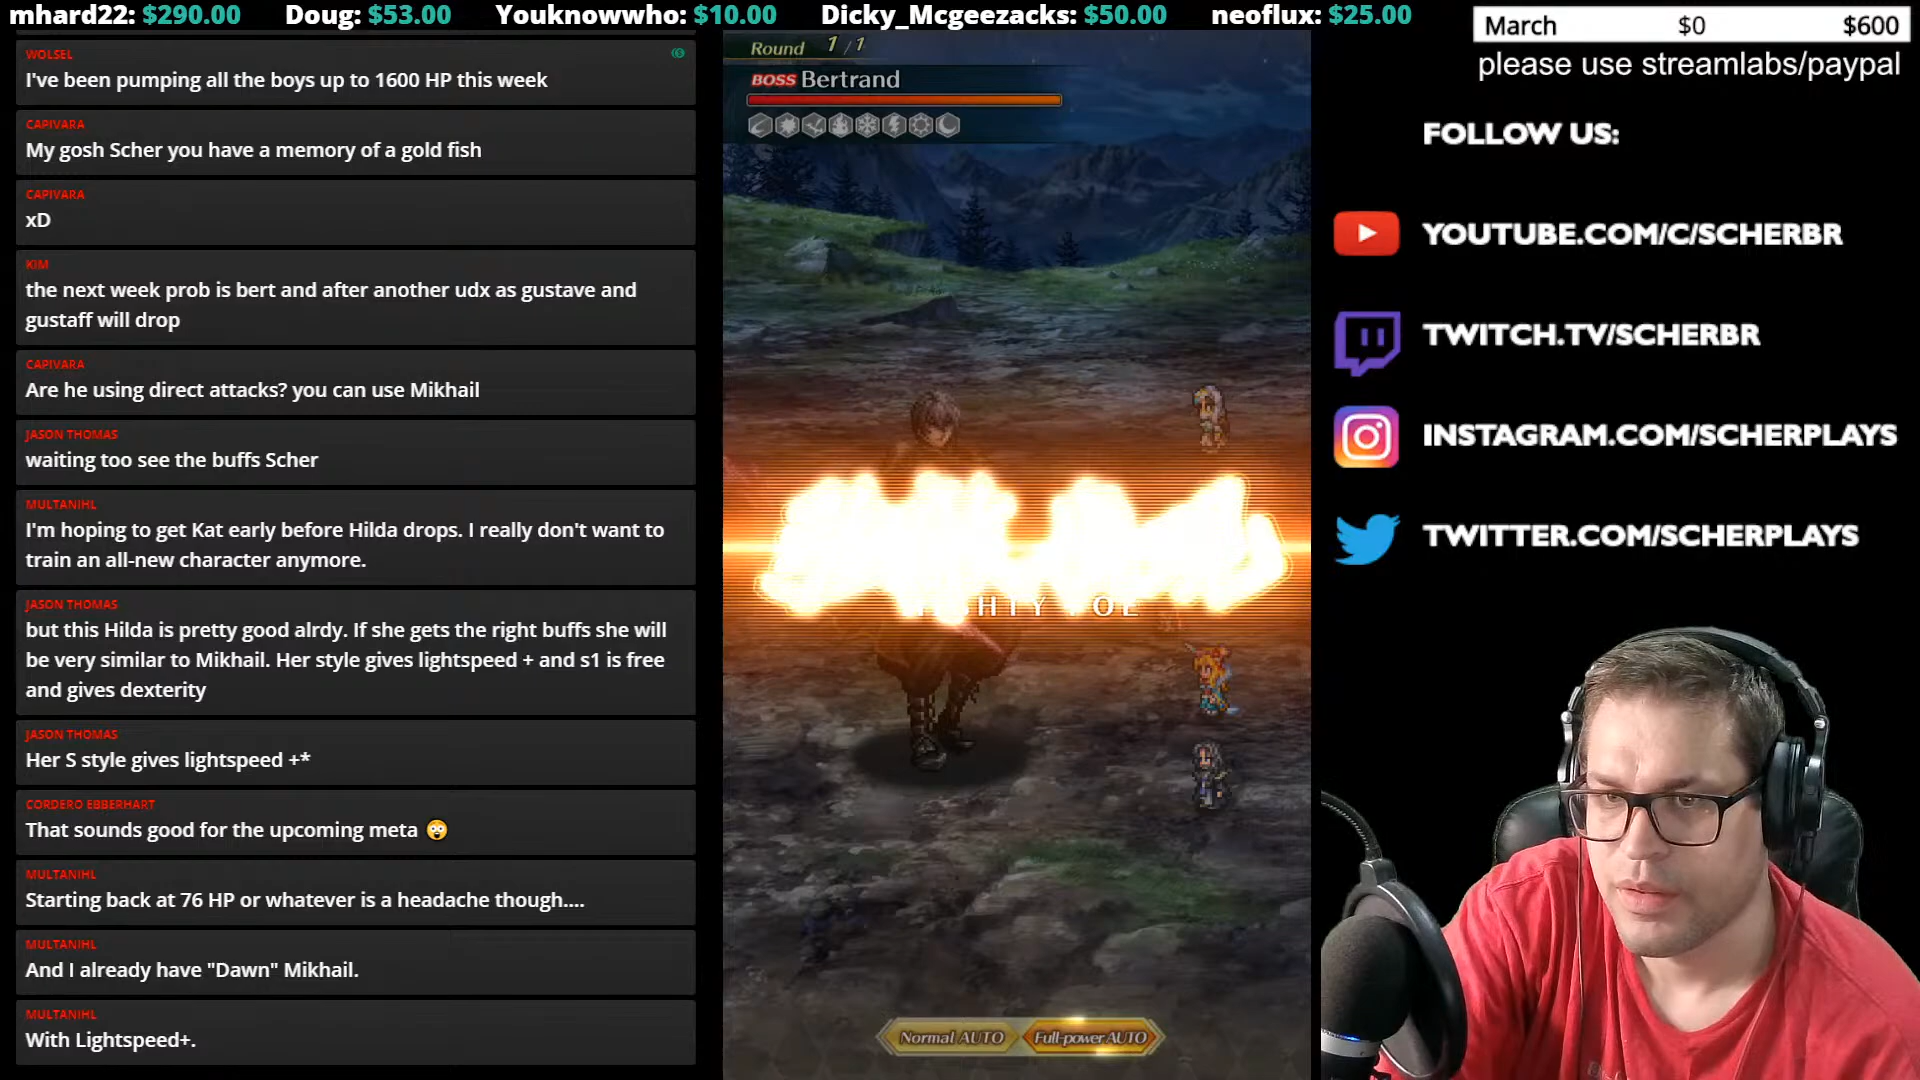 mhard22: $290.00 Doug: $53.00 Youknowwho: $10.00 Dicky_Mcgeezacks: $50.00 neoflux: $25.00
WOLSEL
I've been pumping all the boys up to 1600 HP this week
CAPIVARA
My gosh Scher you have a memory of a gold fish
CAPIVARA
xD
KIM
the next week prob is bert and after another udx as gustave and
gustaff will drop
CAPIVARA
Are he using direct attacks? you can use Mikhail
JASON THOMAS
waiting too see the buffs Scher
MULTANIHL
I'm hoping to get Kat early before Hilda drops. I really don't want to
train an all-new character anymore.
JASON THOMAS
but this Hilda is pretty good alrdy. If she gets the right buffs she will
be very similar to Mikhail. Her style gives lightspeed + and s1 is free
and gives dexterity
JASON THOMAS
Her S style gives lightspeed +*
CORDERO EBBERHART
That sounds good for the upcoming meta 😲
MULTANIHL
Starting back at 76 HP or whatever is a headache though....
MULTANIHL
And I already have "Dawn" Mikhail.
MULTANIHL
With Lightspeed+.
Round 1/1
BOSS Bertrand
Normal AUTO
Full-power AUTO
March $0 $600
please use streamlabs/paypal
FOLLOW US:
YOUTUBE.COM/C/SCHERBR
TWITCH.TV/SCHERBR
INSTAGRAM.COM/SCHERPLAYS
TWITTER.COM/SCHERPLAYS